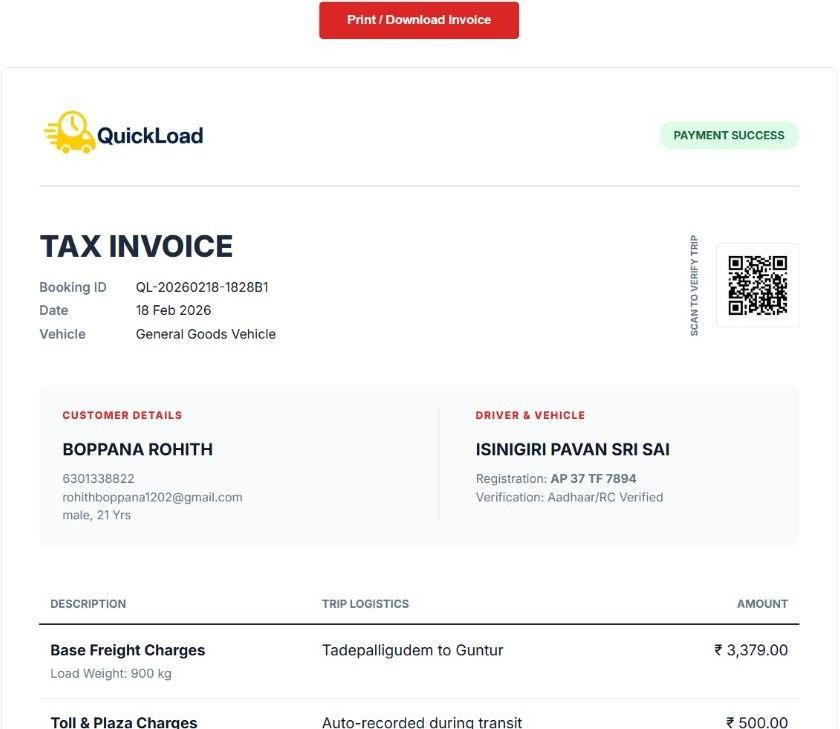 Print / Download Invoice
QuickLoad
PAYMENT SUCCESS
TAX INVOICE
Booking ID QL-20260218-1828B1
Date 18 Feb 2026
Vehicle General Goods Vehicle
SCAN TO VERIFY TRIP
CUSTOMER DETAILS
BOPPANA ROHITH
6301338822
rohithboppana1202@gmail.com
male, 21 Yrs
DRIVER & VEHICLE
ISINIGIRI PAVAN SRI SAI
Registration: AP 37 TF 7894
Verification: Aadhaar/RC Verified
DESCRIPTION TRIP LOGISTICS AMOUNT
Base Freight Charges Tadepalligudem to Guntur ₹ 3,379.00
Load Weight: 900 kg
Toll & Plaza Charges Auto-recorded during transit ₹ 500.00